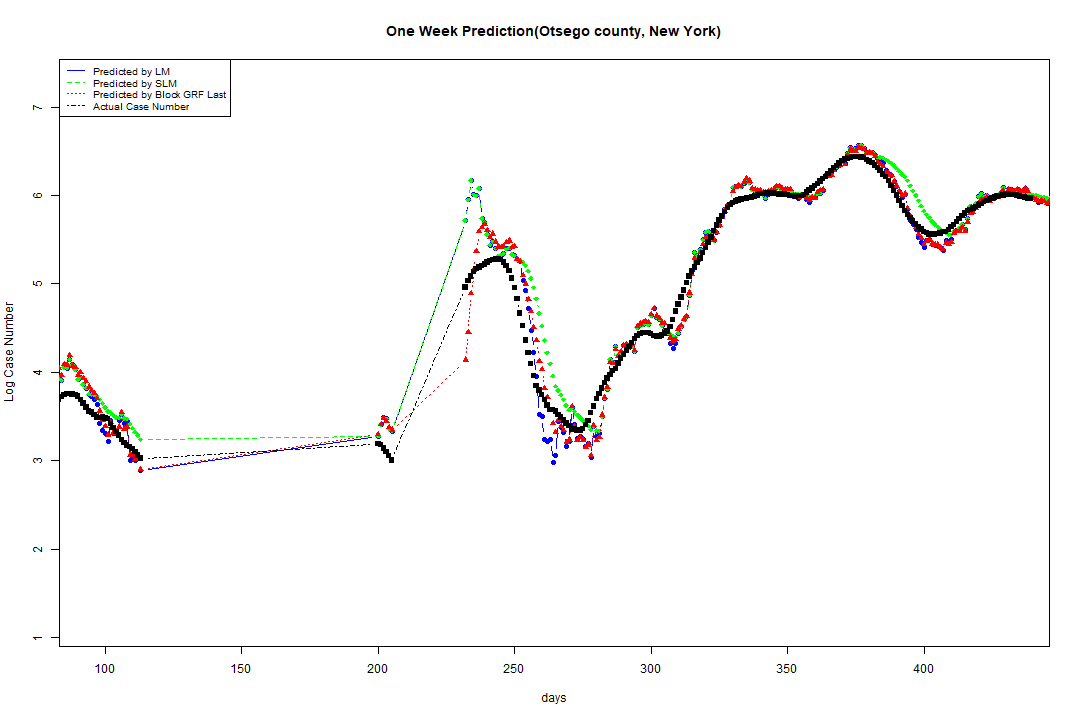 One Week Prediction(Otsego county, New York)
Predicted by LM
Predicted by SLM
Predicted by Block GRF Last
Actual Case Number
Log Case Number
7
6
5
4
3
2
1
100 150 200 250 300 350 400
days